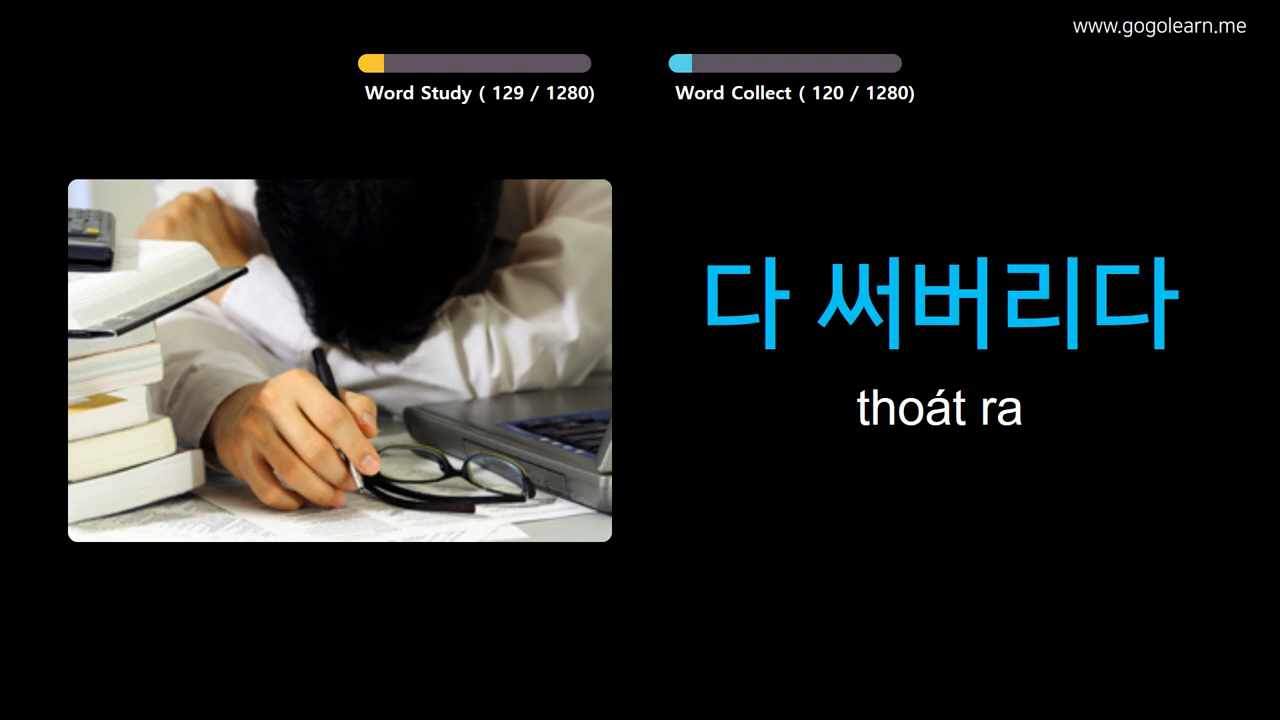 www.gogolearn.me
Word Study ( 129 / 1280)
Word Collect ( 120 / 1280)
다 써버리다
thoát ra